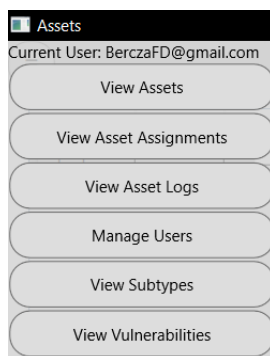 Assets
Current User: BerczaFD@gmail.com
View Assets
View Asset Assignments
View Asset Logs
Manage Users
View Subtypes
View Vulnerabilities